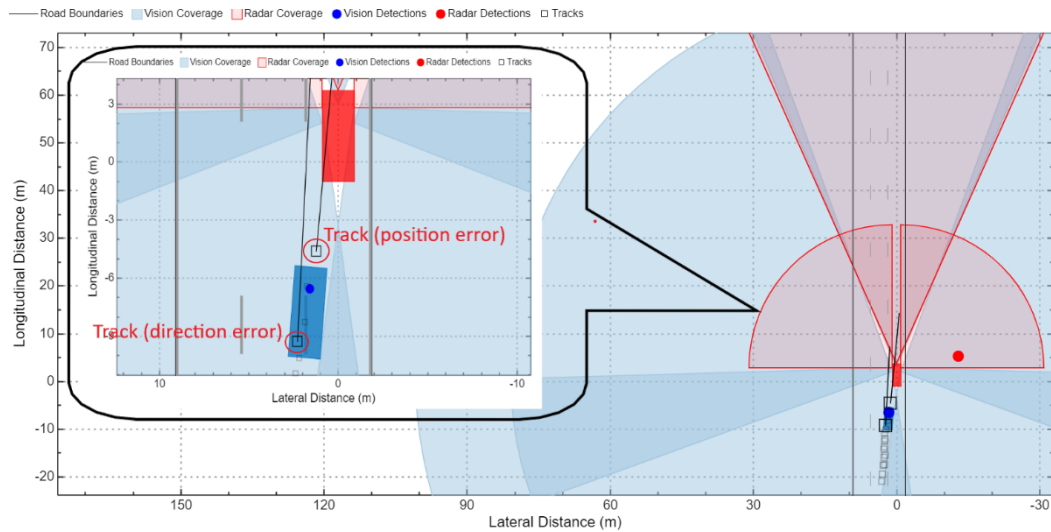 Road Boundaries Vision Coverage Radar Coverage Vision Detections Radar Detections Tracks
70
60
50
40
30
20
10
0
-10
-20
Longitudinal Distance (m)
150 120 90 60 30 0 -30
Lateral Distance (m)
Road Boundaries Vision Coverage Radar Coverage Vision Detections Radar Detections Tracks
3
0
-3
-6
Longitudinal Distance (m)
Track (position error)
Track (direction error)
10 0 -10
Lateral Distance (m)